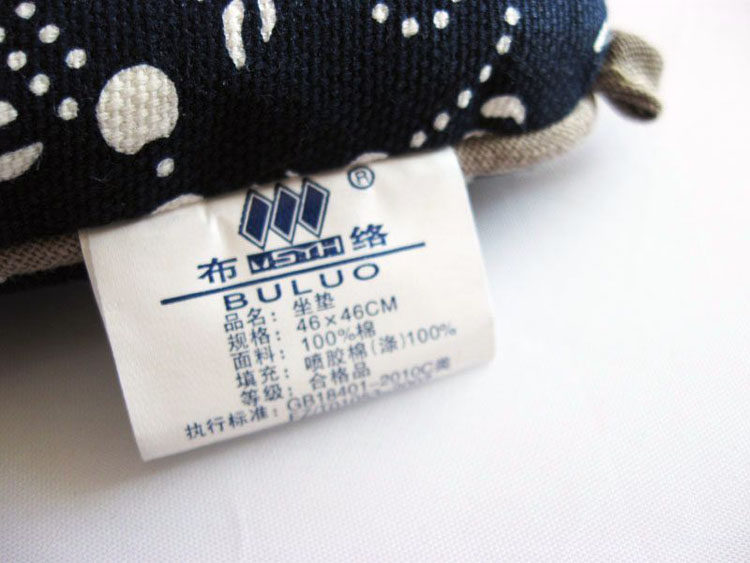 ®
布 YSTH 络
BULUO
品名：坐垫
规格：46×46CM
面料：100%棉
填充：喷胶棉(涤)100%
等级：合格品
执行标准：GB18401-2010C类